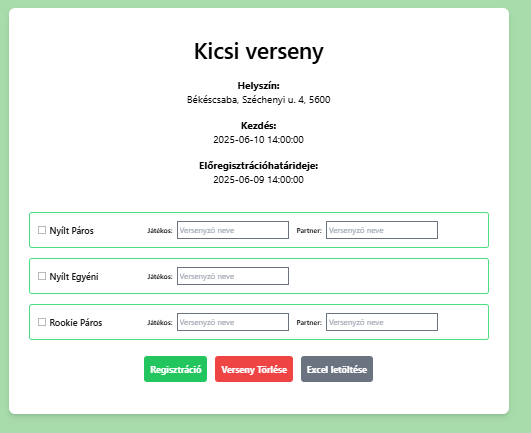 Kicsi verseny
Helyszín:
Békéscsaba, Széchenyi u. 4, 5600
Kezdés:
2025-06-10 14:00:00
Előregisztrációhatárideje:
2025-06-09 14:00:00
Nyílt Páros Játékos: Versenyző neve Partner: Versenyző neve
Nyílt Egyéni Játékos: Versenyző neve
Rookie Páros Játékos: Versenyző neve Partner: Versenyző neve
Regisztráció Verseny Törlése Excel letöltése